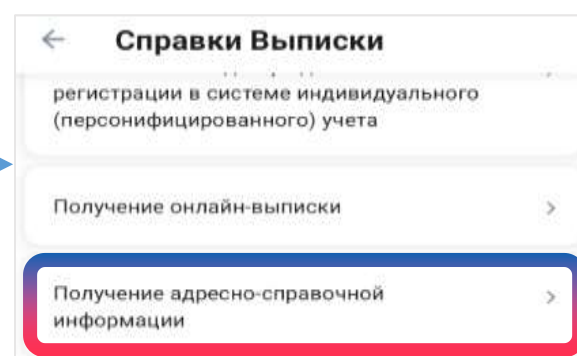 Справки Выписки
регистрации в системе индивидуального
(персонифицированного) учета
Получение онлайн-выписки
Получение адресно-справочной
информации